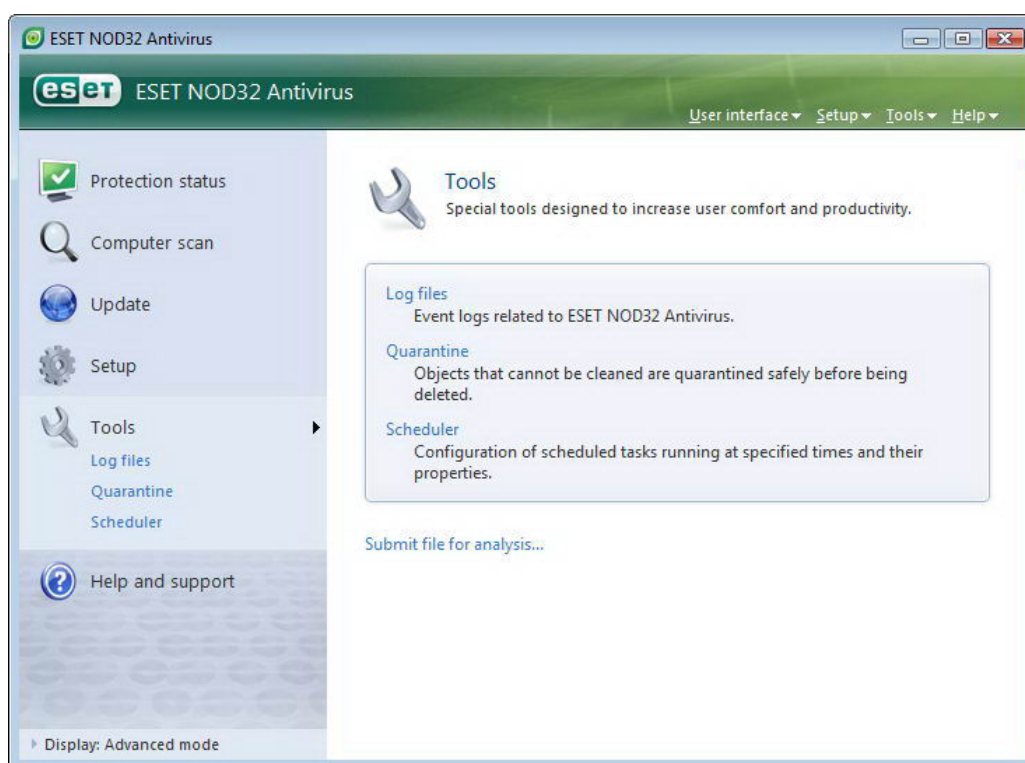 ESET NOD32 Antivirus
eset ESET NOD32 Antivirus
User interface Setup Tools Help
Protection status
Computer scan
Update
Setup
Tools
Log files
Quarantine
Scheduler
Help and support
Display: Advanced mode
Tools
Special tools designed to increase user comfort and productivity.
Log files
Event logs related to ESET NOD32 Antivirus.
Quarantine
Objects that cannot be cleaned are quarantined safely before being
deleted.
Scheduler
Configuration of scheduled tasks running at specified times and their
properties.
Submit file for analysis...